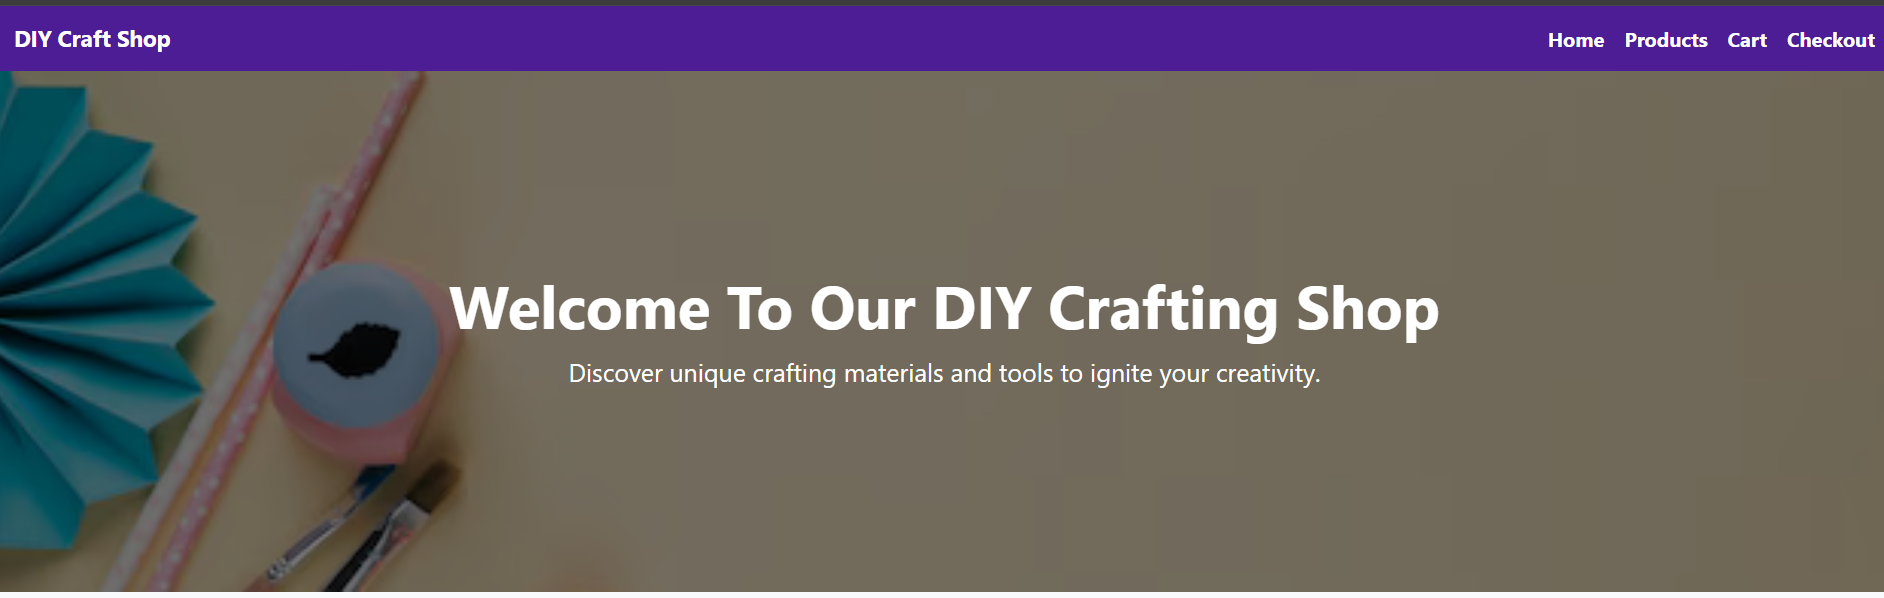 DIY Craft Shop
Home Products Cart Checkout
Welcome To Our DIY Crafting Shop
Discover unique crafting materials and tools to ignite your creativity.